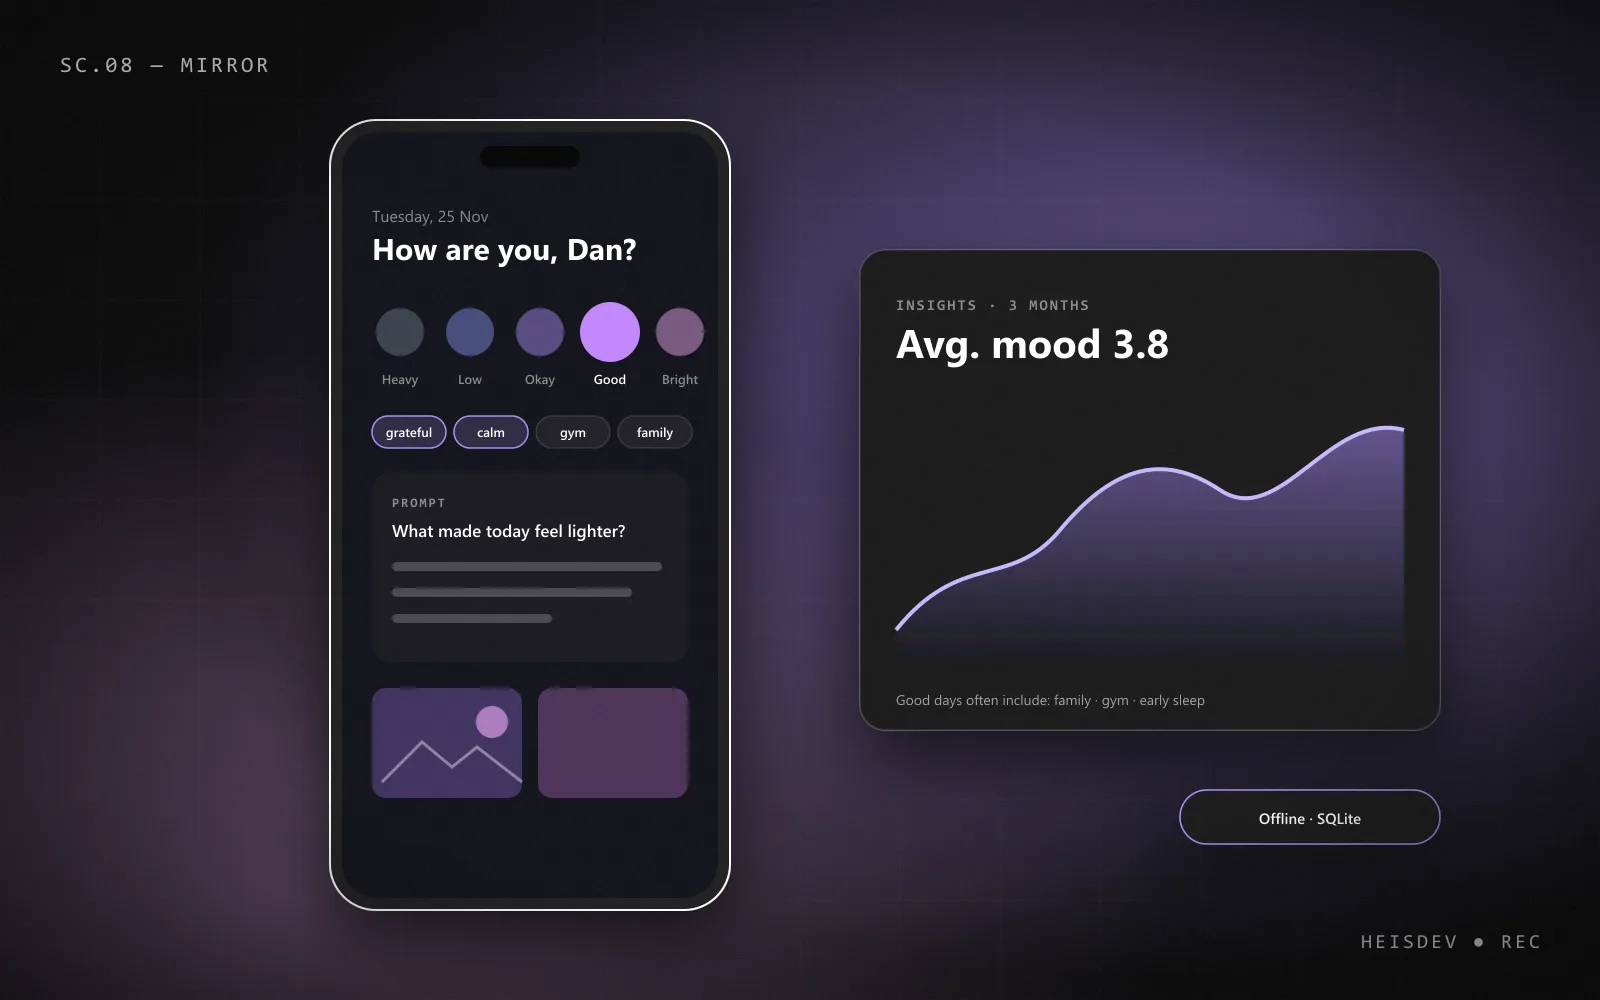 SC.08 — MIRROR
Tuesday, 25 Nov
How are you, Dan?
Heavy Low Okay Good Bright
grateful calm gym family
PROMPT
What made today feel lighter?
INSIGHTS · 3 MONTHS
Avg. mood 3.8
Good days often include: family · gym · early sleep
Offline · SQLite
HEISDEV ● REC